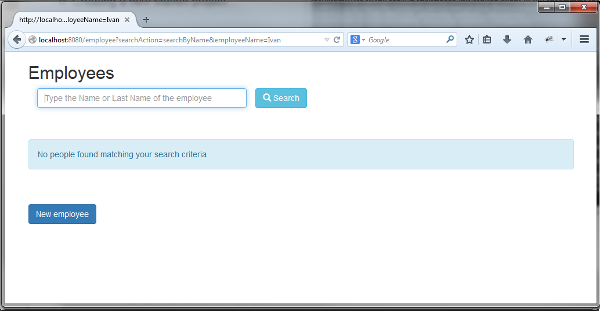 http://localho...loyeeName=Ivan
localhost:8080/employee?searchAction=searchByName&employeeName=Ivan
Google
Employees
Type the Name or Last Name of the employee
Search
No people found matching your search criteria
New employee